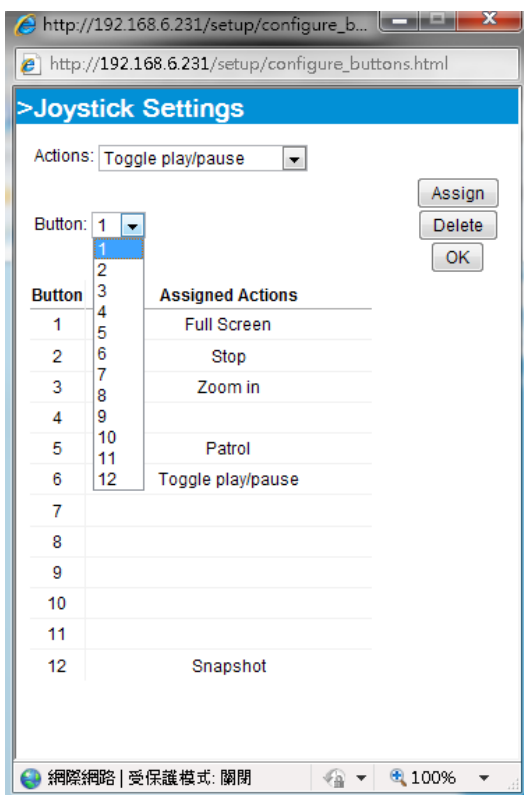 http://192.168.6.231/setup/configure_b...
http://192.168.6.231/setup/configure_buttons.html
>Joystick Settings
Actions: Toggle play/pause
Assign
Button: 1
Delete
OK
1
2
3
4
5
6
7
8
9
10
11
12
Button Assigned Actions
1 Full Screen
2 Stop
3 Zoom in
4
5 Patrol
6 Toggle play/pause
7
8
9
10
11
12 Snapshot
網際網路 | 受保護模式: 關閉
100%